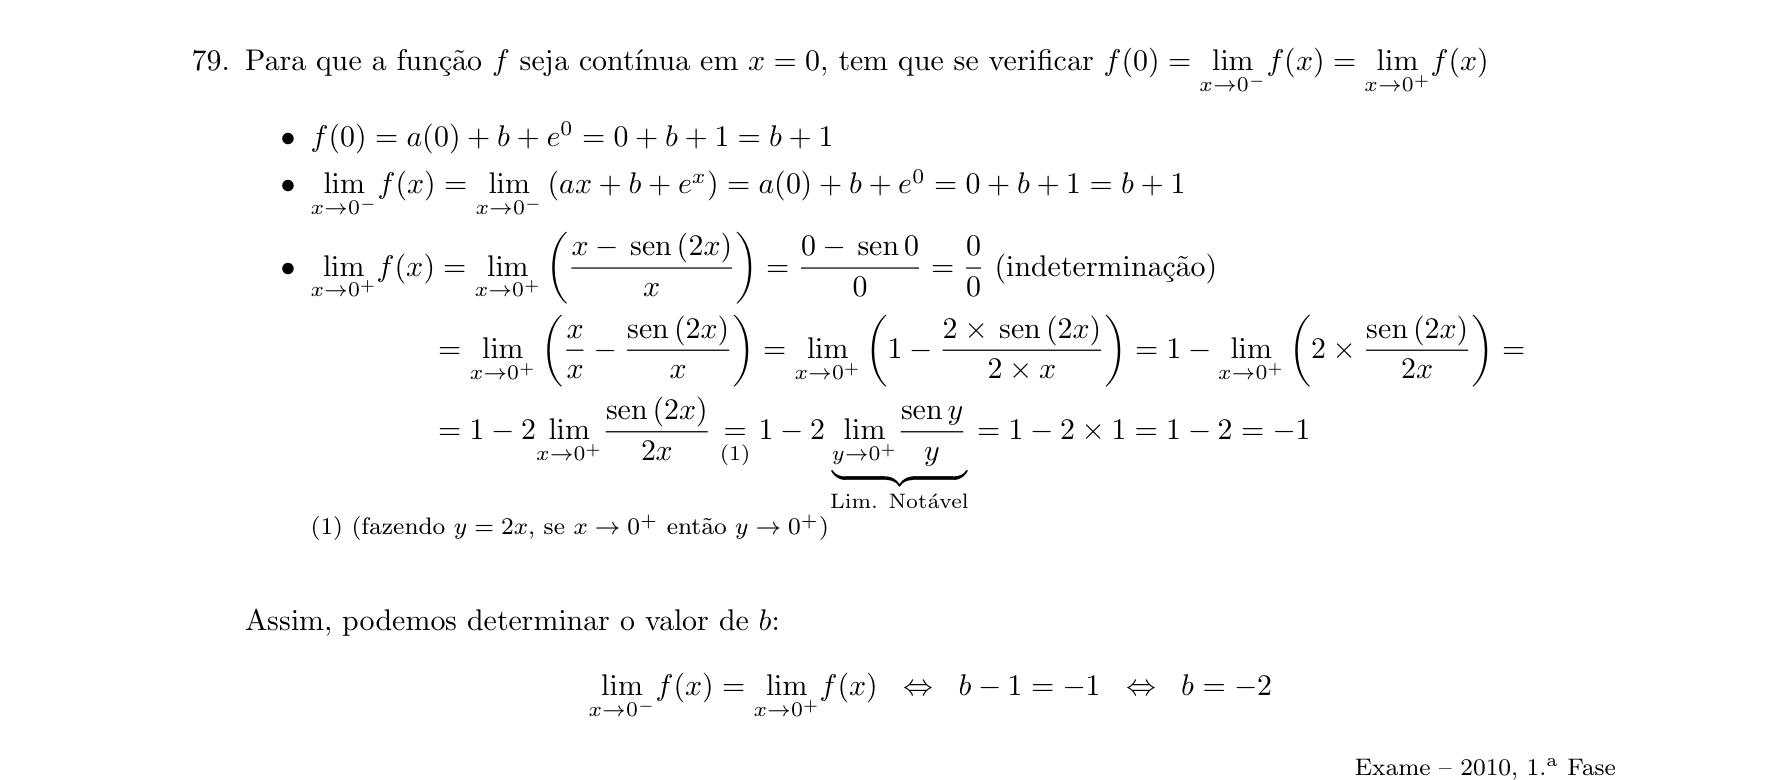 79. Para que a função f seja contínua em x = 0, tem que se verificar f(0) = lim_{x→0⁻} f(x) = lim_{x→0⁺} f(x)
• f(0) = a(0) + b + e⁰ = 0 + b + 1 = b + 1
• lim_{x→0⁻} f(x) = lim_{x→0⁻} (ax + b + eˣ) = a(0) + b + e⁰ = 0 + b + 1 = b + 1
• lim_{x→0⁺} f(x) = lim_{x→0⁺} ((x − sen (2x))/x) = (0 − sen 0)/0 = 0/0 (indeterminação)
= lim_{x→0⁺} (x/x − sen (2x)/x) = lim_{x→0⁺} (1 − (2 × sen (2x))/(2 × x)) = 1 − lim_{x→0⁺} (2 × sen (2x)/2x) =
= 1 − 2 lim_{x→0⁺} sen (2x)/2x =_{(1)} 1 − 2 lim_{y→0⁺} sen y/y = 1 − 2 × 1 = 1 − 2 = −1
Lim. Notável
(1) (fazendo y = 2x, se x → 0⁺ então y → 0⁺)
Assim, podemos determinar o valor de b:
lim_{x→0⁻} f(x) = lim_{x→0⁺} f(x) ⇔ b − 1 = −1 ⇔ b = −2
Exame – 2010, 1.ª Fase